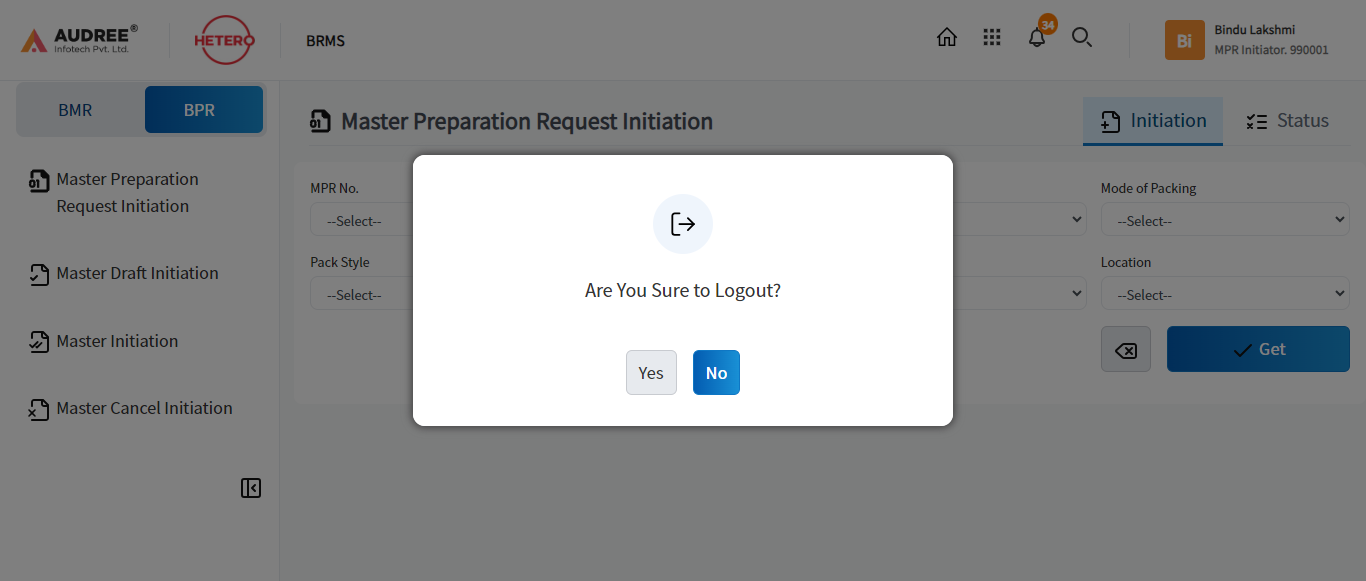 AUDREE®
Infotech Pvt. Ltd.
HETERO
BRMS
34
Bi
Bindu Lakshmi
MPR Initiator. 990001
BMR
BPR
Master Preparation
Request Initiation
Master Draft Initiation
Master Initiation
Master Cancel Initiation
01
01
Master Preparation Request Initiation
Initiation
Status
MPR No.
Mode of Packing
--Select--
--Select--
Pack Style
Location
--Select--
--Select--
Get
Are You Sure to Logout?
Yes
No